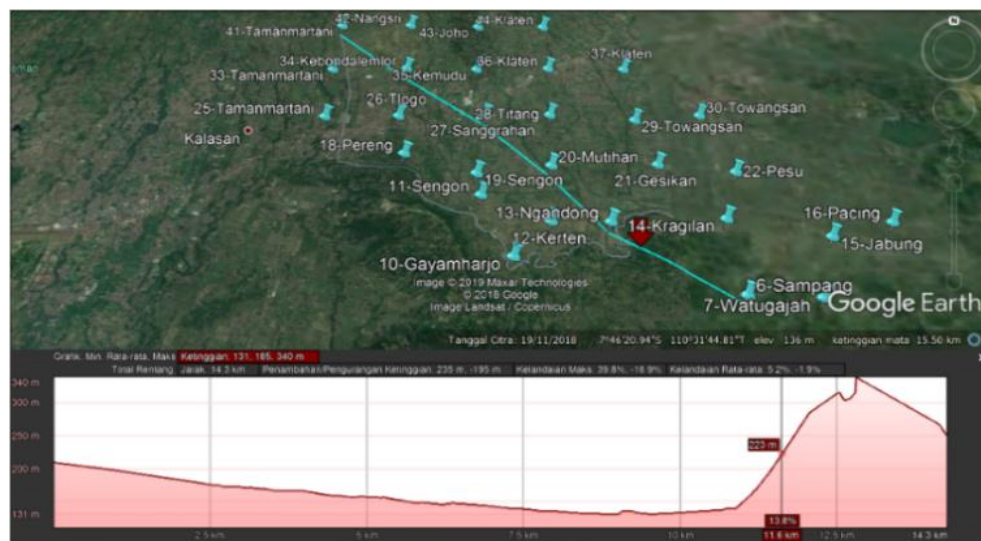 42-Nangsri
44-Klaten
41-Tamanmartani
43-Joho
37-Klaten
34-Kebondalemlor
36-Klaten
33-Tamanmartani
35-Kemudu
25-Tamanmartani
26-Tlogo
28-Titang
30-Towangsan
29-Towangsan
Kalasan
27-Sanggrahan
18-Pereng
20-Mutihan
19-Sengon
21-Gesikan
22-Pesu
11-Sengon
13-Ngandong
14-Kragilan
16-Pacing
12-Kerten
15-Jabung
10-Gayamharjo
6-Sampang
7-Watugajah
Image © 2019 Maxar Technologies
© 2018 Google
Image Landsat / Copernicus
Google Earth
Tanggal Citra: 19/11/2018 7°46'20.94"S 110°31'44.81"T elev 136 m ketinggian mata 15.50 km
Grafik: Min, Rata-rata, Maks Ketinggian: 131, 185, 340 m
Total Rentang: Jarak: 14.3 km Penambahan/Pengurangan Ketinggian: 235 m, -195 m Kelandaian Maks: 39.8%, -18.9% Kelandaian Rata-rata: 5.2%, -1.9%
340 m
300 m
250 m
223 m
200 m
131 m
13.8%
2.5 km 5 km 7.5 km 10 km 11.6 km 12.5 km 14.3 km